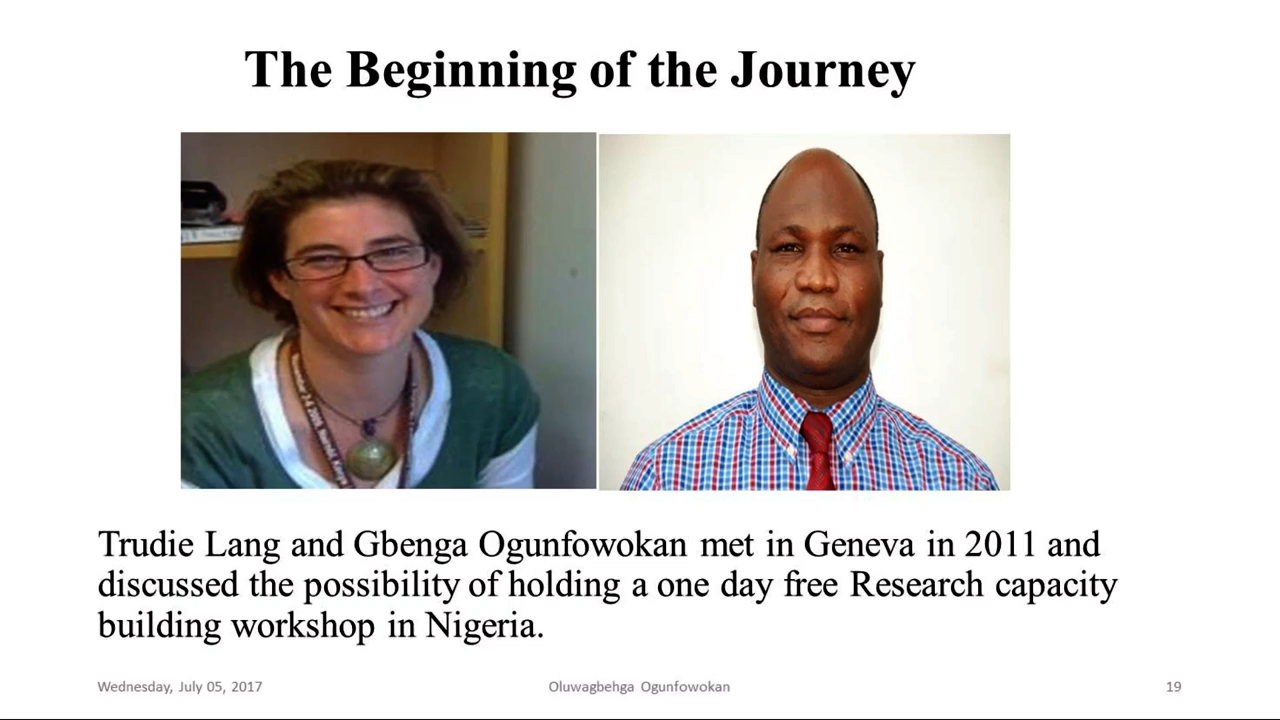 The Beginning of the Journey
Trudie Lang and Gbenga Ogunfowokan met in Geneva in 2011 and
discussed the possibility of holding a one day free Research capacity
building workshop in Nigeria.
Wednesday, July 05, 2017
Oluwagbehga Ogunfowokan
19